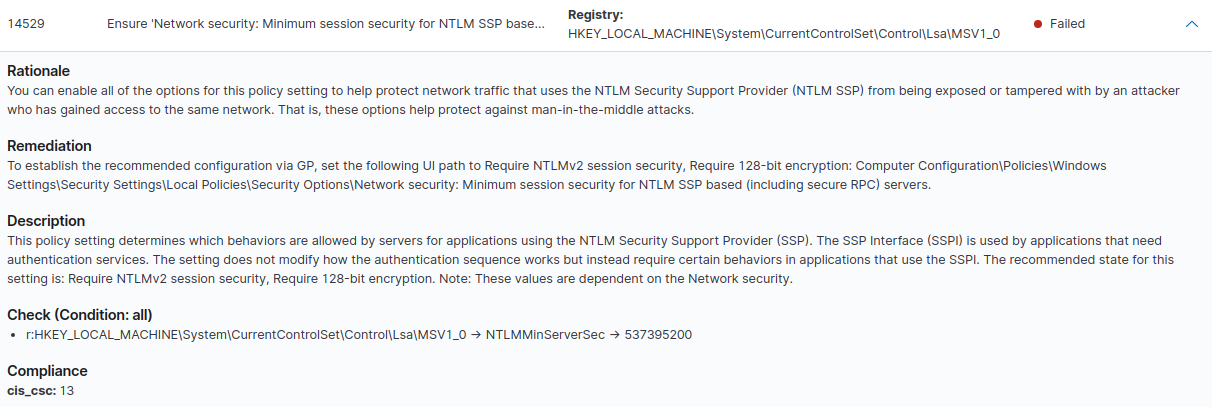 14529 Ensure 'Network security: Minimum session security for NTLM SSP base... Registry: Failed
HKEY_LOCAL_MACHINE\System\CurrentControlSet\Control\Lsa\MSV1_0
Rationale
You can enable all of the options for this policy setting to help protect network traffic that uses the NTLM Security Support Provider (NTLM SSP) from being exposed or tampered with by an attacker
who has gained access to the same network. That is, these options help protect against man-in-the-middle attacks.
Remediation
To establish the recommended configuration via GP, set the following UI path to Require NTLMv2 session security, Require 128-bit encryption: Computer Configuration\Policies\Windows
Settings\Security Settings\Local Policies\Security Options\Network security: Minimum session security for NTLM SSP based (including secure RPC) servers.
Description
This policy setting determines which behaviors are allowed by servers for applications using the NTLM Security Support Provider (SSP). The SSP Interface (SSPI) is used by applications that need
authentication services. The setting does not modify how the authentication sequence works but instead require certain behaviors in applications that use the SSPI. The recommended state for this
setting is: Require NTLMv2 session security, Require 128-bit encryption. Note: These values are dependent on the Network security.
Check (Condition: all)
• r:HKEY_LOCAL_MACHINE\System\CurrentControlSet\Control\Lsa\MSV1_0 → NTLMMinServerSec → 537395200
Compliance
cis_csc: 13